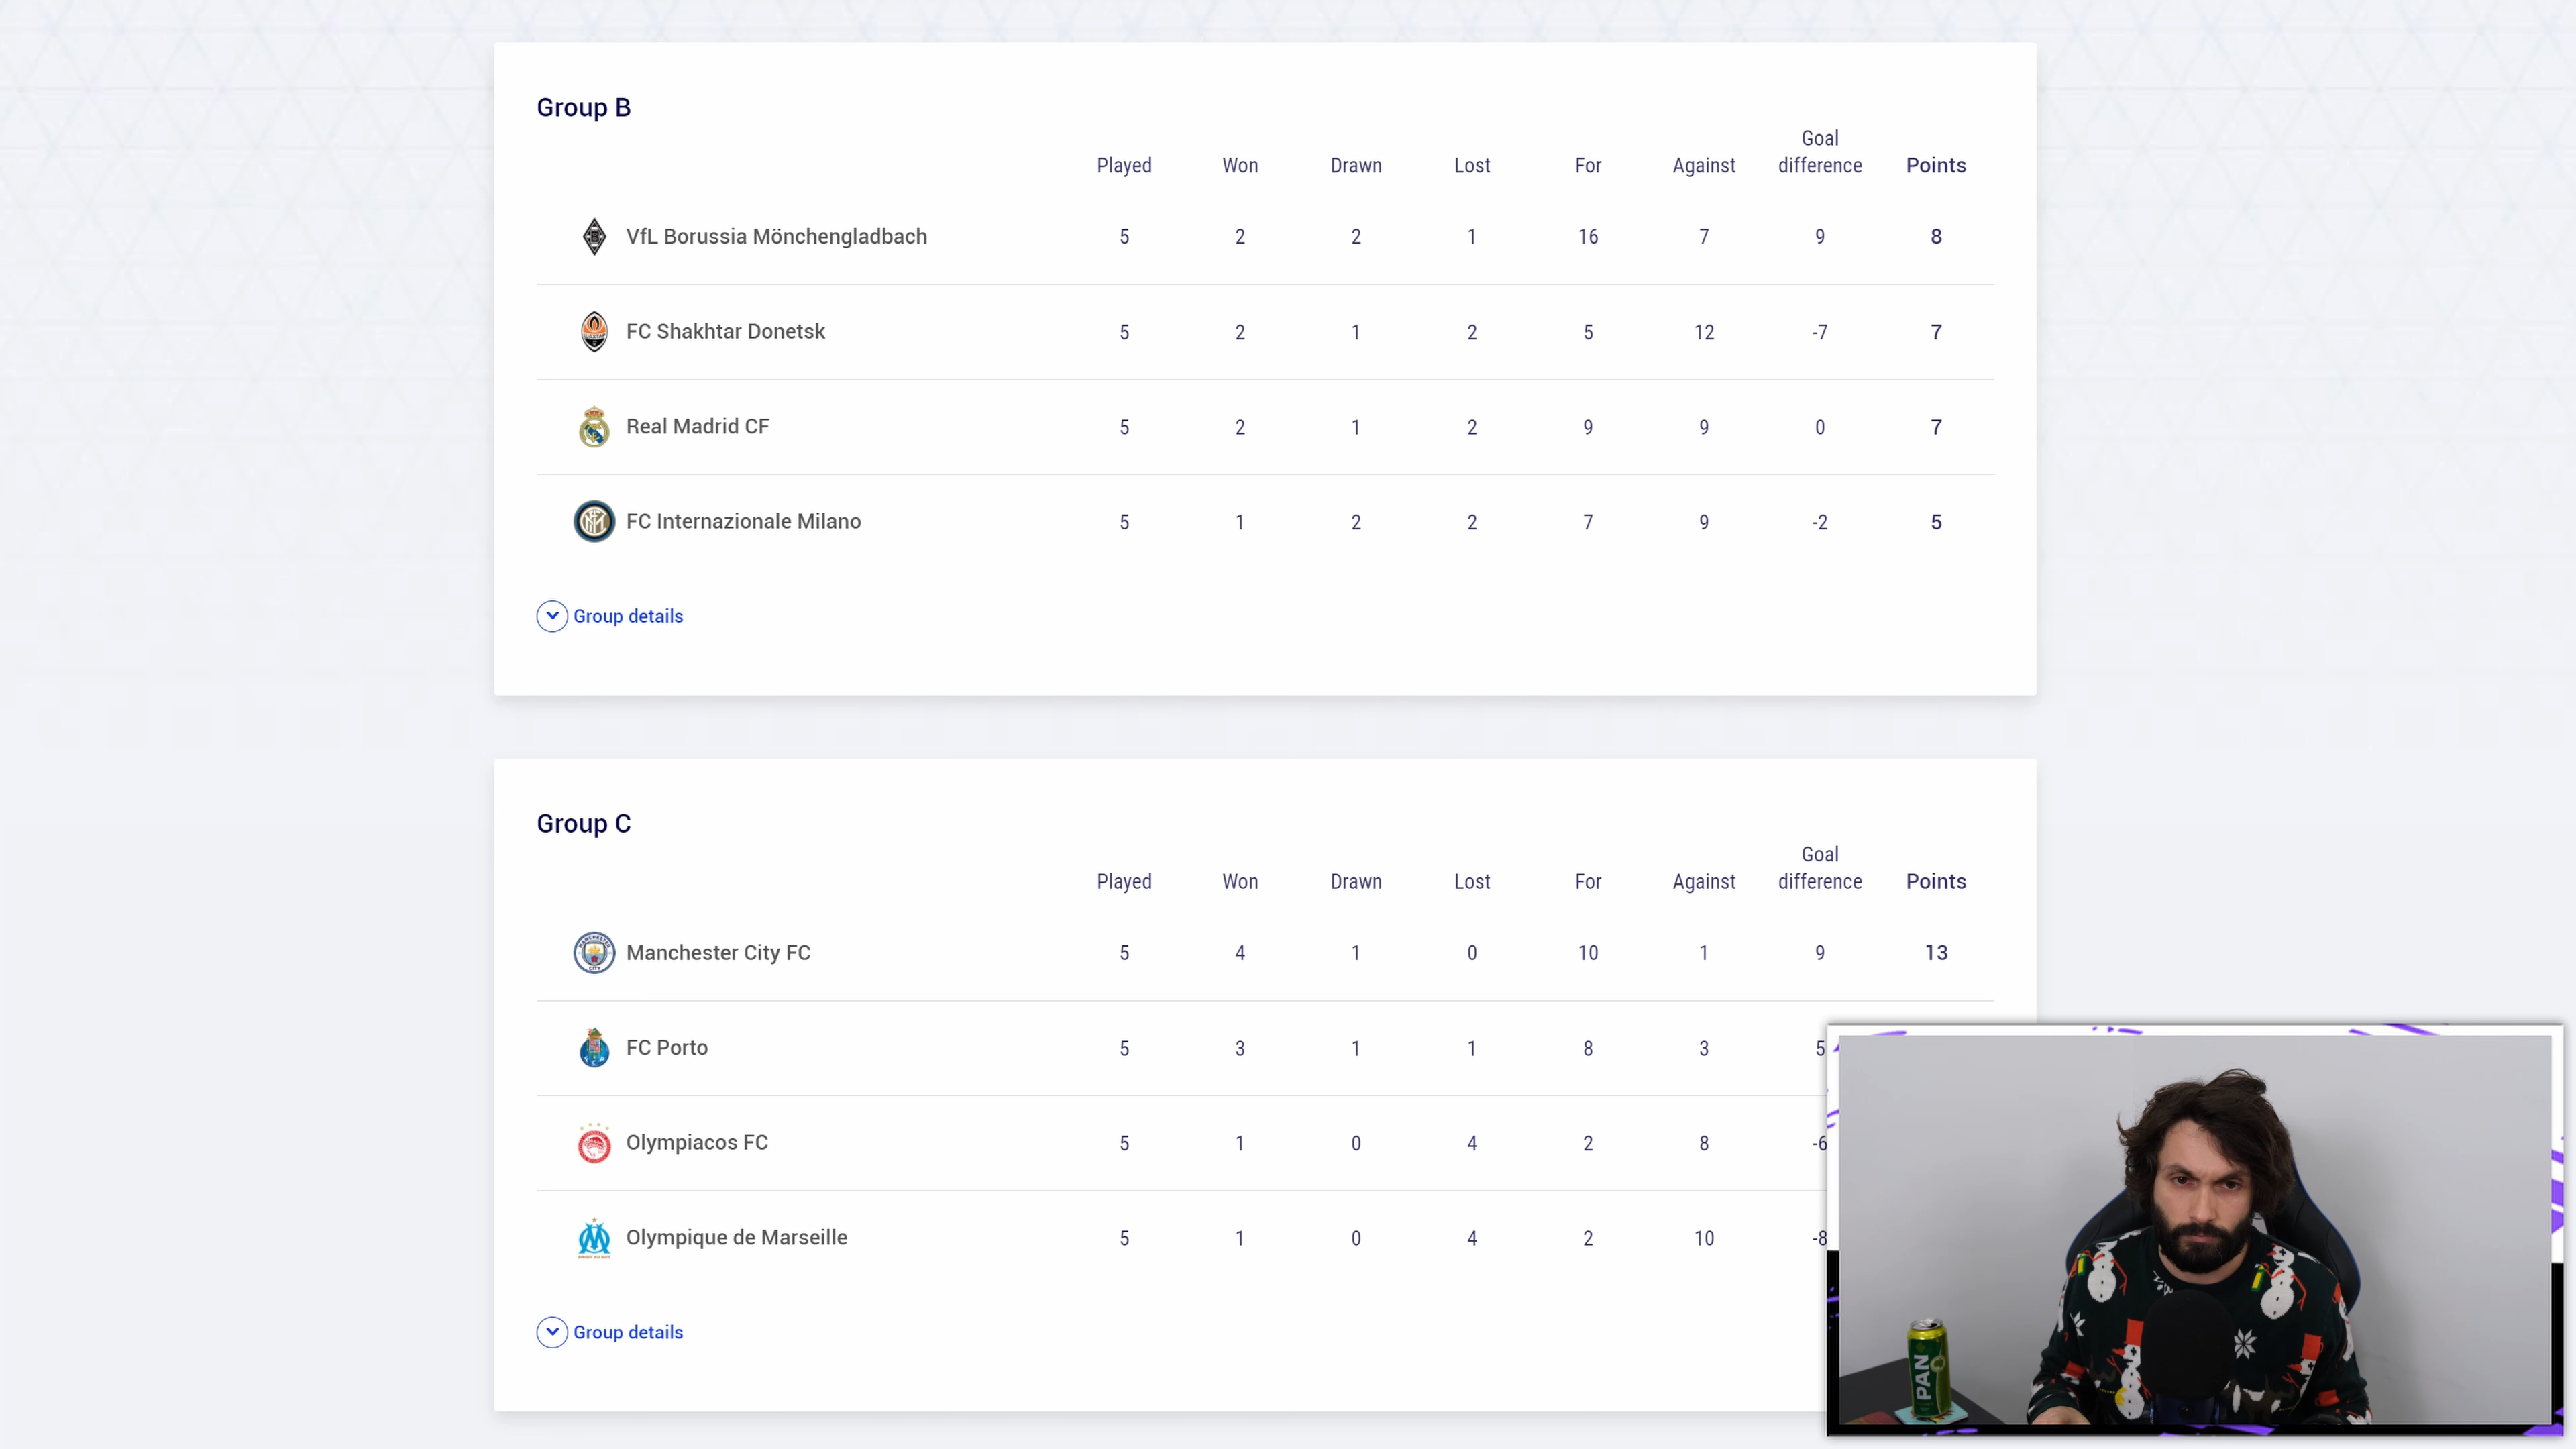 Group B
Played Won Drawn Lost For Against Goal difference Points
VfL Borussia Mönchengladbach 5 2 2 1 16 7 9 8
FC Shakhtar Donetsk 5 2 1 2 5 12 -7 7
Real Madrid CF 5 2 1 2 9 9 0 7
FC Internazionale Milano 5 1 2 2 7 9 -2 5
Group details
Group C
Played Won Drawn Lost For Against Goal difference Points
Manchester City FC 5 4 1 0 10 1 9 13
FC Porto 5 3 1 1 8 3 5
Olympiacos FC 5 1 0 4 2 8 -6
Olympique de Marseille 5 1 0 4 2 10 -8
Group details
PAN